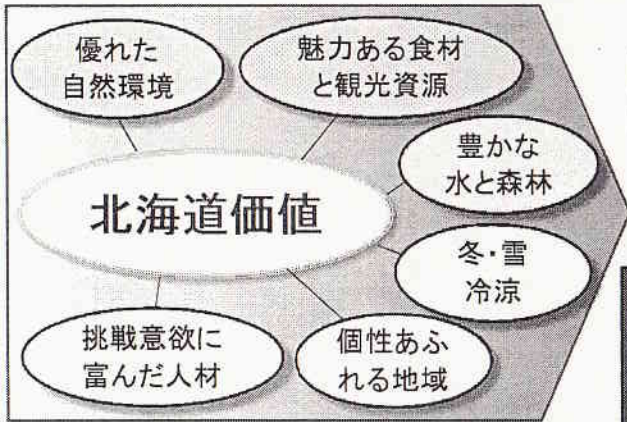 優れた
自然環境
魅力ある食材
と観光資源
豊かな
水と森林
北海道価値
冬・雪
冷涼
挑戦意欲に
富んだ人材
個性あふ
れる地域